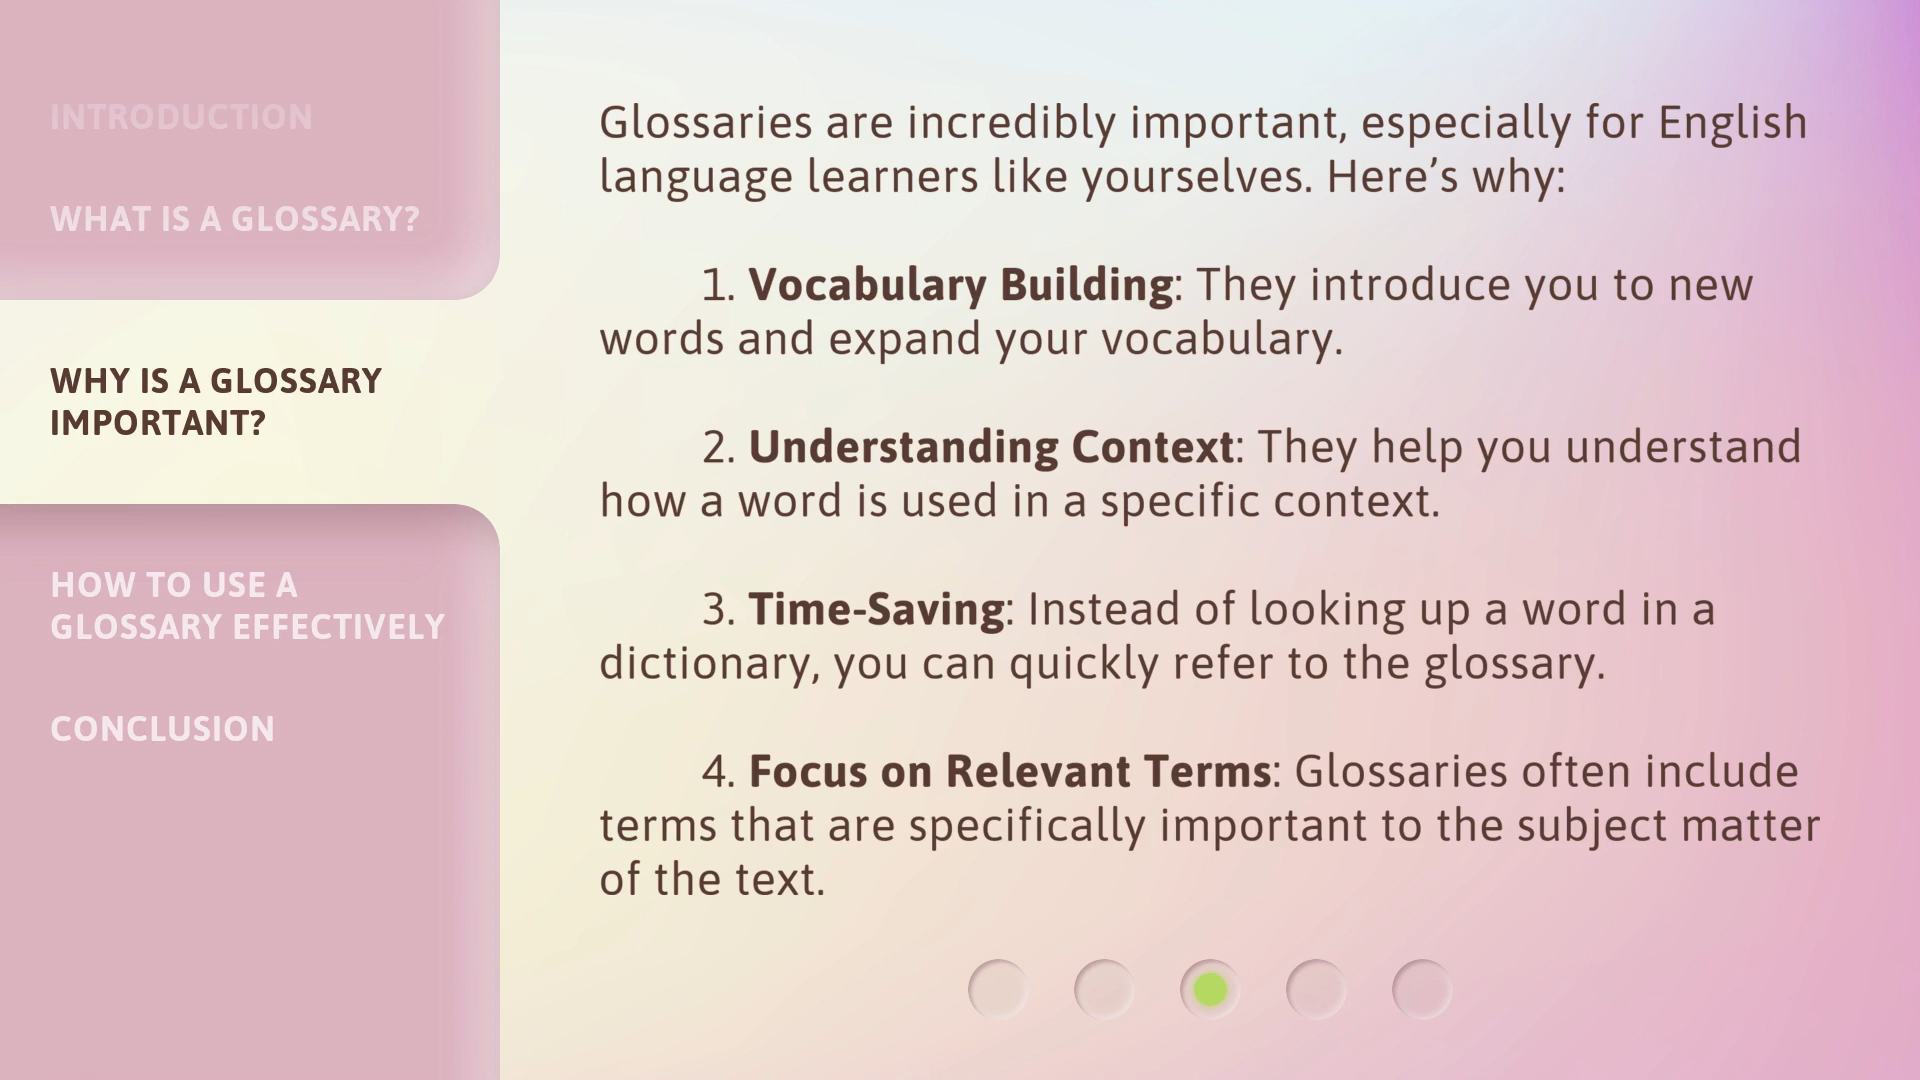 INTRODUCTION
WHAT IS A GLOSSARY?
WHY IS A GLOSSARY
IMPORTANT?
HOW TO USE A
GLOSSARY EFFECTIVELY
CONCLUSION
Glossaries are incredibly important, especially for English
language learners like yourselves. Here’s why:
1. Vocabulary Building: They introduce you to new
words and expand your vocabulary.
2. Understanding Context: They help you understand
how a word is used in a specific context.
3. Time-Saving: Instead of looking up a word in a
dictionary, you can quickly refer to the glossary.
4. Focus on Relevant Terms: Glossaries often include
terms that are specifically important to the subject matter
of the text.